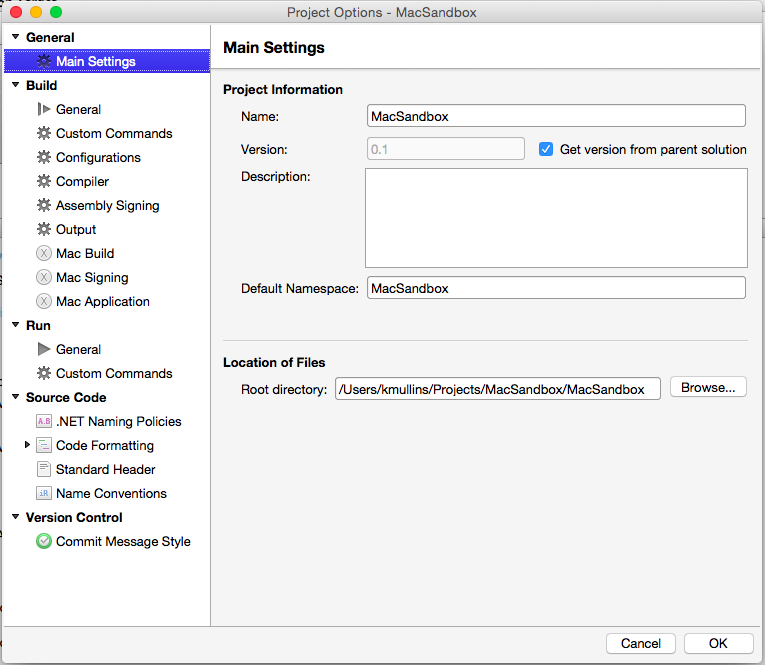 Project Options - MacSandbox
General
Main Settings
Build
General
Custom Commands
Configurations
Compiler
Assembly Signing
Output
X Mac Build
X Mac Signing
X Mac Application
Run
General
Custom Commands
Source Code
A.B .NET Naming Policies
Code Formatting
Standard Header
iR Name Conventions
Version Control
Commit Message Style
Main Settings
Project Information
Name: MacSandbox
Version: 0.1 Get version from parent solution
Description:
Default Namespace: MacSandbox
Location of Files
Root directory: /Users/kmullins/Projects/MacSandbox/MacSandbox Browse...
Cancel OK